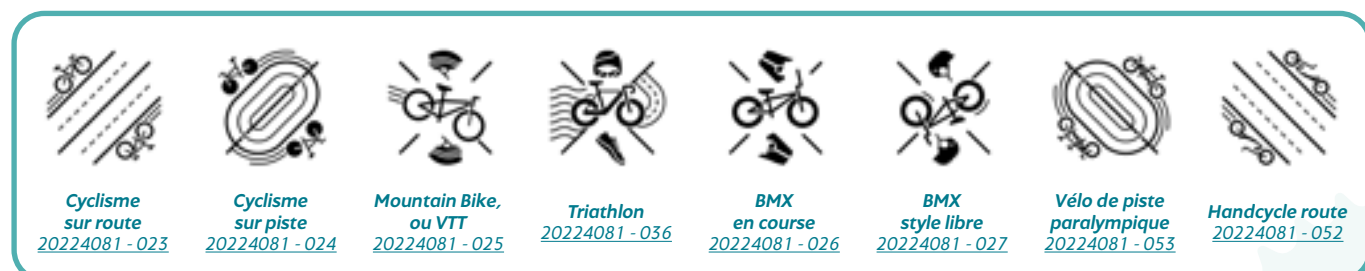 Cyclisme
sur route
20224081 - 023
Cyclisme
sur piste
20224081 - 024
Mountain Bike,
ou VTT
20224081 - 025
Triathlon
20224081 - 036
BMX
en course
20224081 - 026
BMX
style libre
20224081 - 027
Vélo de piste
paralympique
20224081 - 053
Handcycle route
20224081 - 052